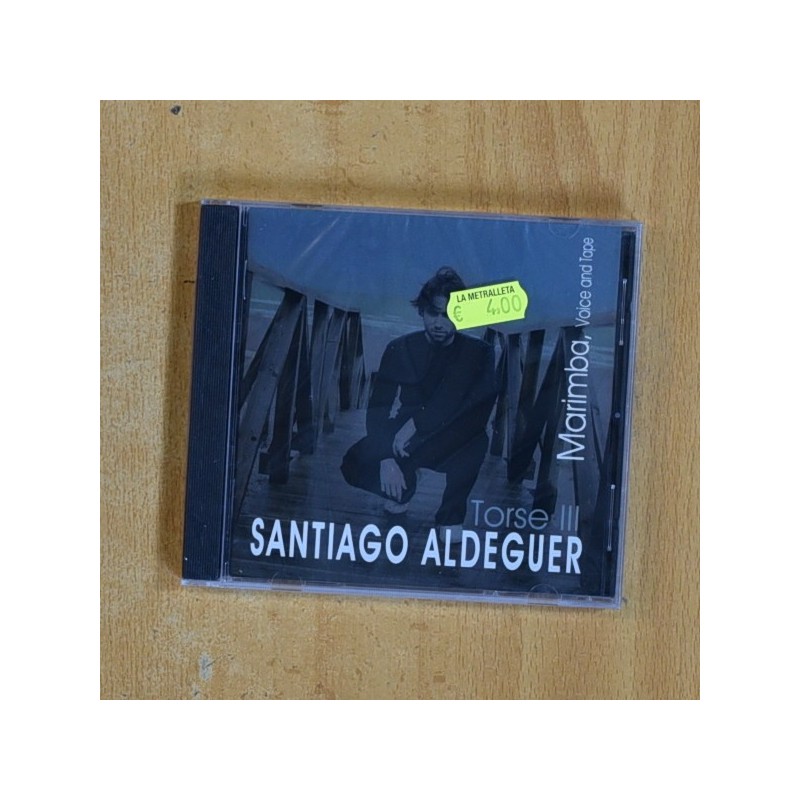 LA METRALLETA
€ 4,00
Marimba, Voice and Tape
Torse III
SANTIAGO ALDEGUER